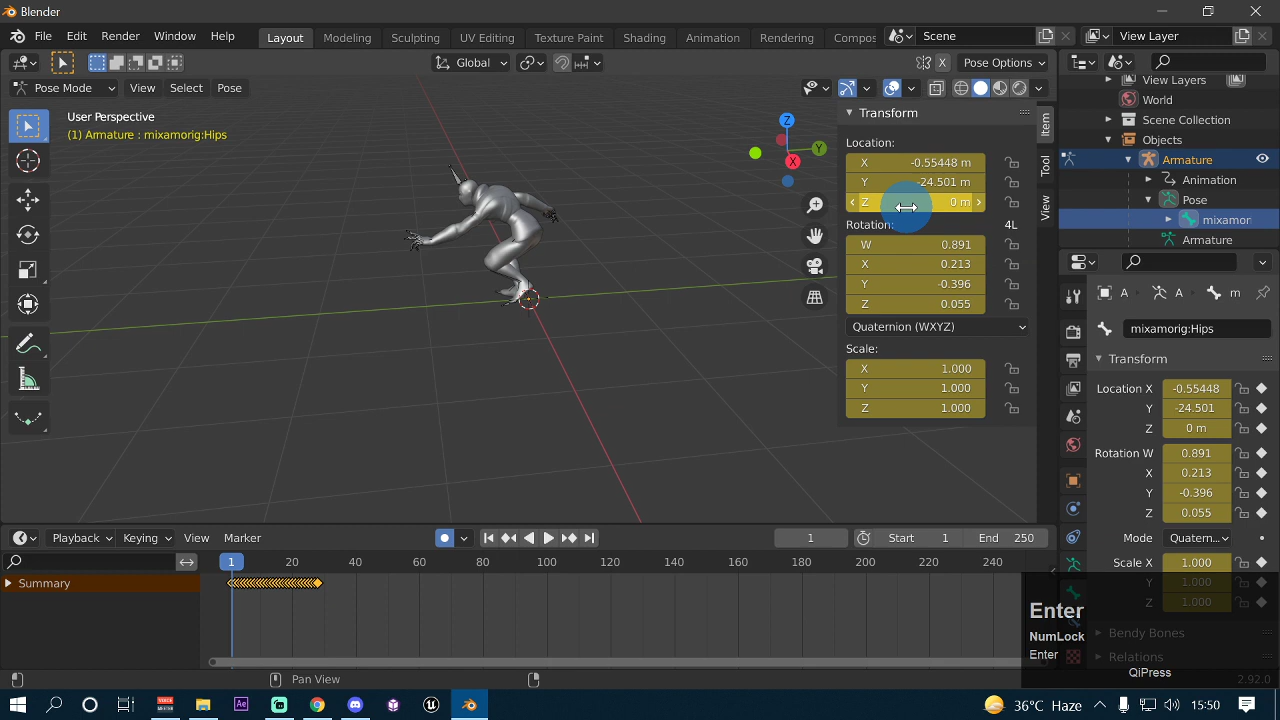 Blender
File Edit Render Window Help Layout Modeling Sculpting UV Editing Texture Paint Shading Animation Rendering Compos Scene View Layer
Global X Pose Options
Pose Mode View Select Pose
User Perspective
(1) Armature : mixamorig:Hips
Z
Y
X
Transform
Location:
X -0.55448 m
Y -24.501 m
Z 0 m
Rotation: 4L
W 0.891
X 0.213
Y -0.396
Z 0.055
Quaternion (WXYZ)
Scale:
X 1.000
Y 1.000
Z 1.000
Item
Tool
View
View Layers
World
Scene Collection
Objects
Armature
Animation
Pose
mixamor
Armature
A A m
mixamorig:Hips
Transform
Location X -0.55448
Y -24.501
Z 0 m
Rotation W 0.891
X 0.213
Y -0.396
Z 0.055
Mode Quatern...
Scale X 1.000
Y 1.000
Z 1.000
Bendy Bones
Relations
Playback Keying View Marker 1 Start 1 End 250
1 20 40 60 80 100 120 140 160 180 200 220 240
Summary
Enter
NumLock
Enter
QiPress
Pan View
2.92.0
VOICE MEETER Ae 36°C Haze 15:50